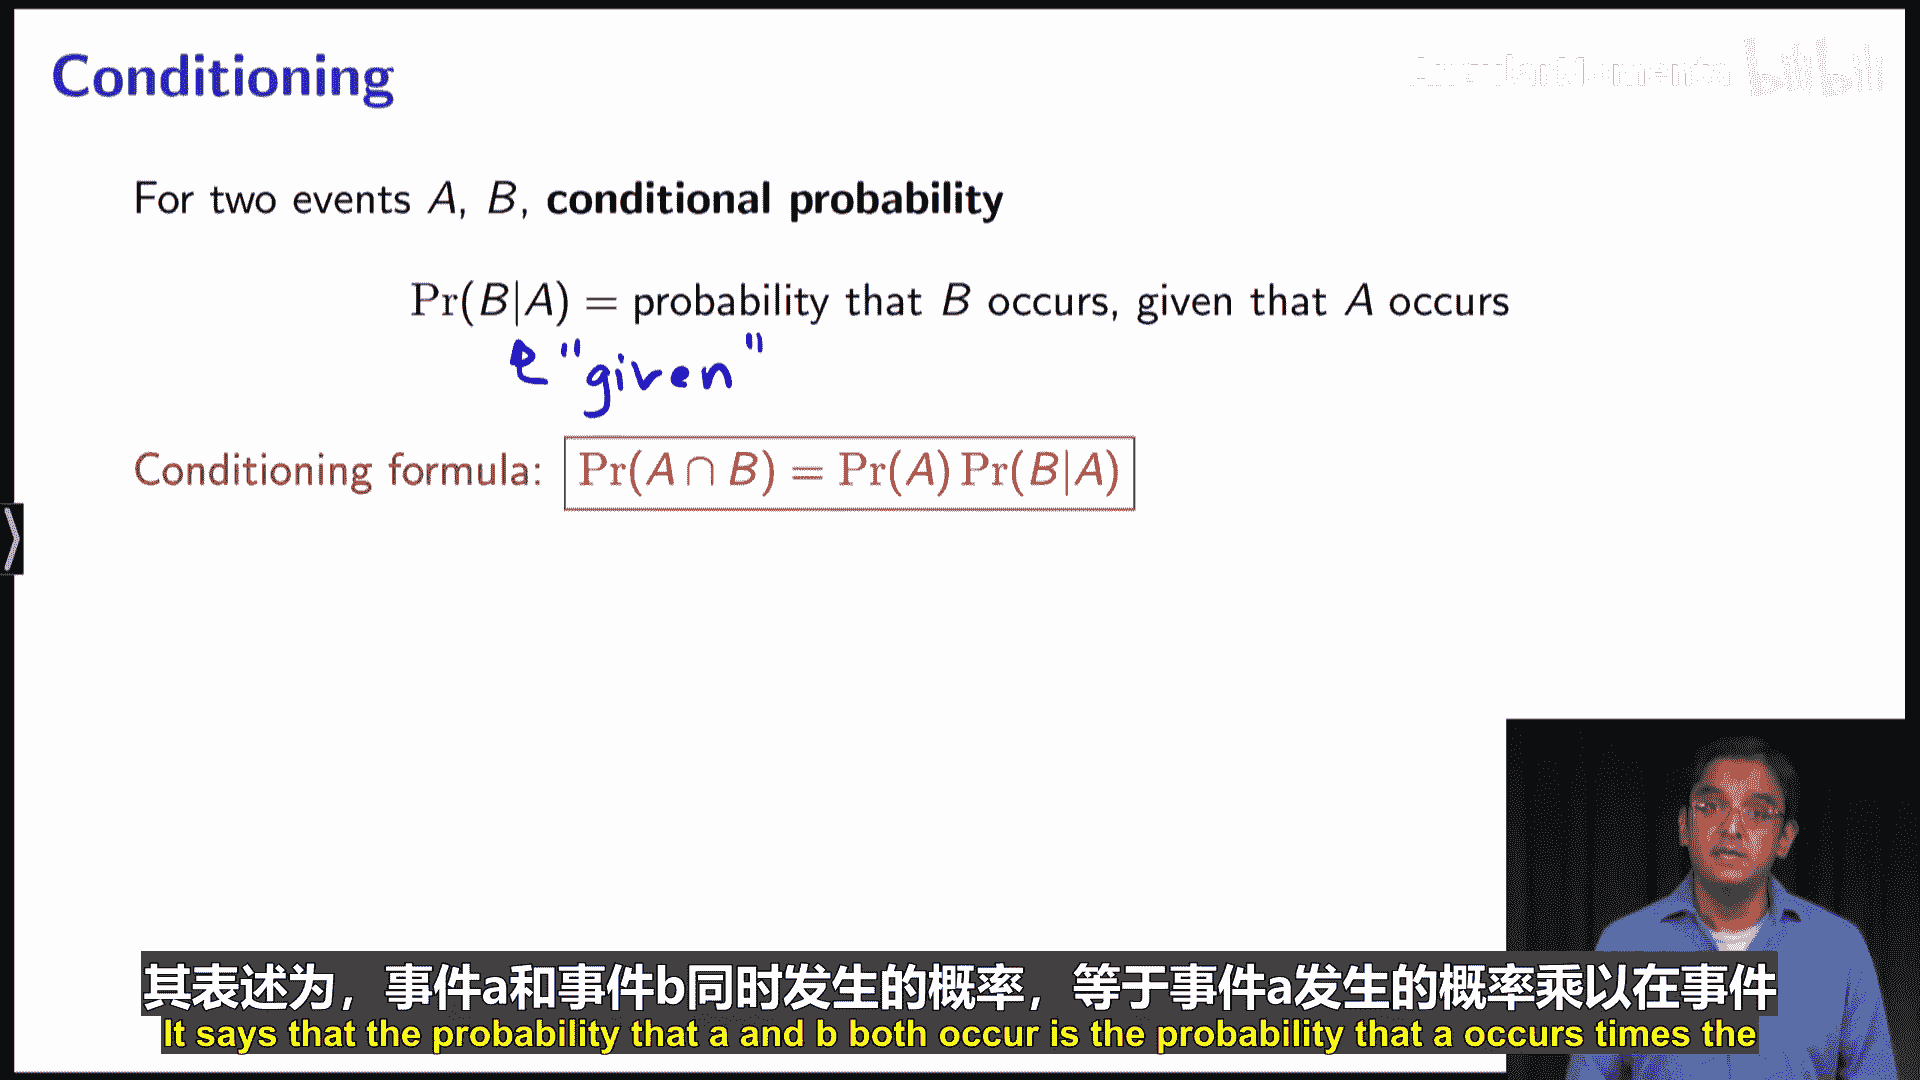 Conditioning
bilibili
For two events A, B, conditional probability
Pr(B|A) = probability that B occurs, given that A occurs
"given"
Conditioning formula: Pr(A ∩ B) = Pr(A) Pr(B|A)
其表述为，事件a和事件b同时发生的概率，等于事件a发生的概率乘以在事件
It says that the probability that a and b both occur is the probability that a occurs times the